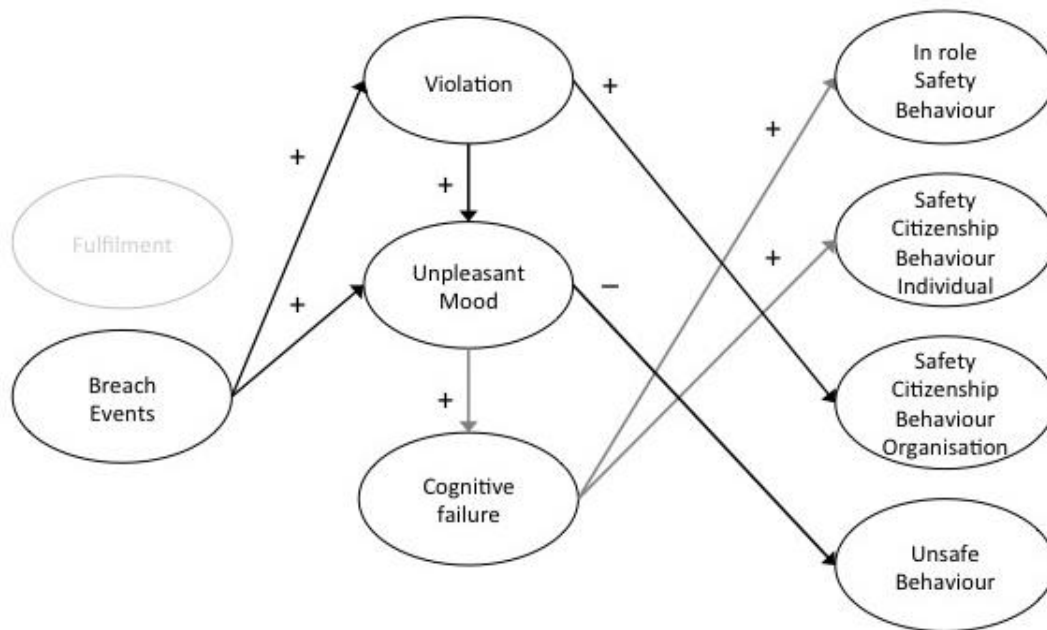 Violation
In role
Safety
Behaviour
+
+
+
Fulfilment
+
Safety
Citizenship
Behaviour
Individual
Unpleasant
Mood
+
+
–
Breach
Events
+
Safety
Citizenship
Behaviour
Organisation
Cognitive
failure
Unsafe
Behaviour